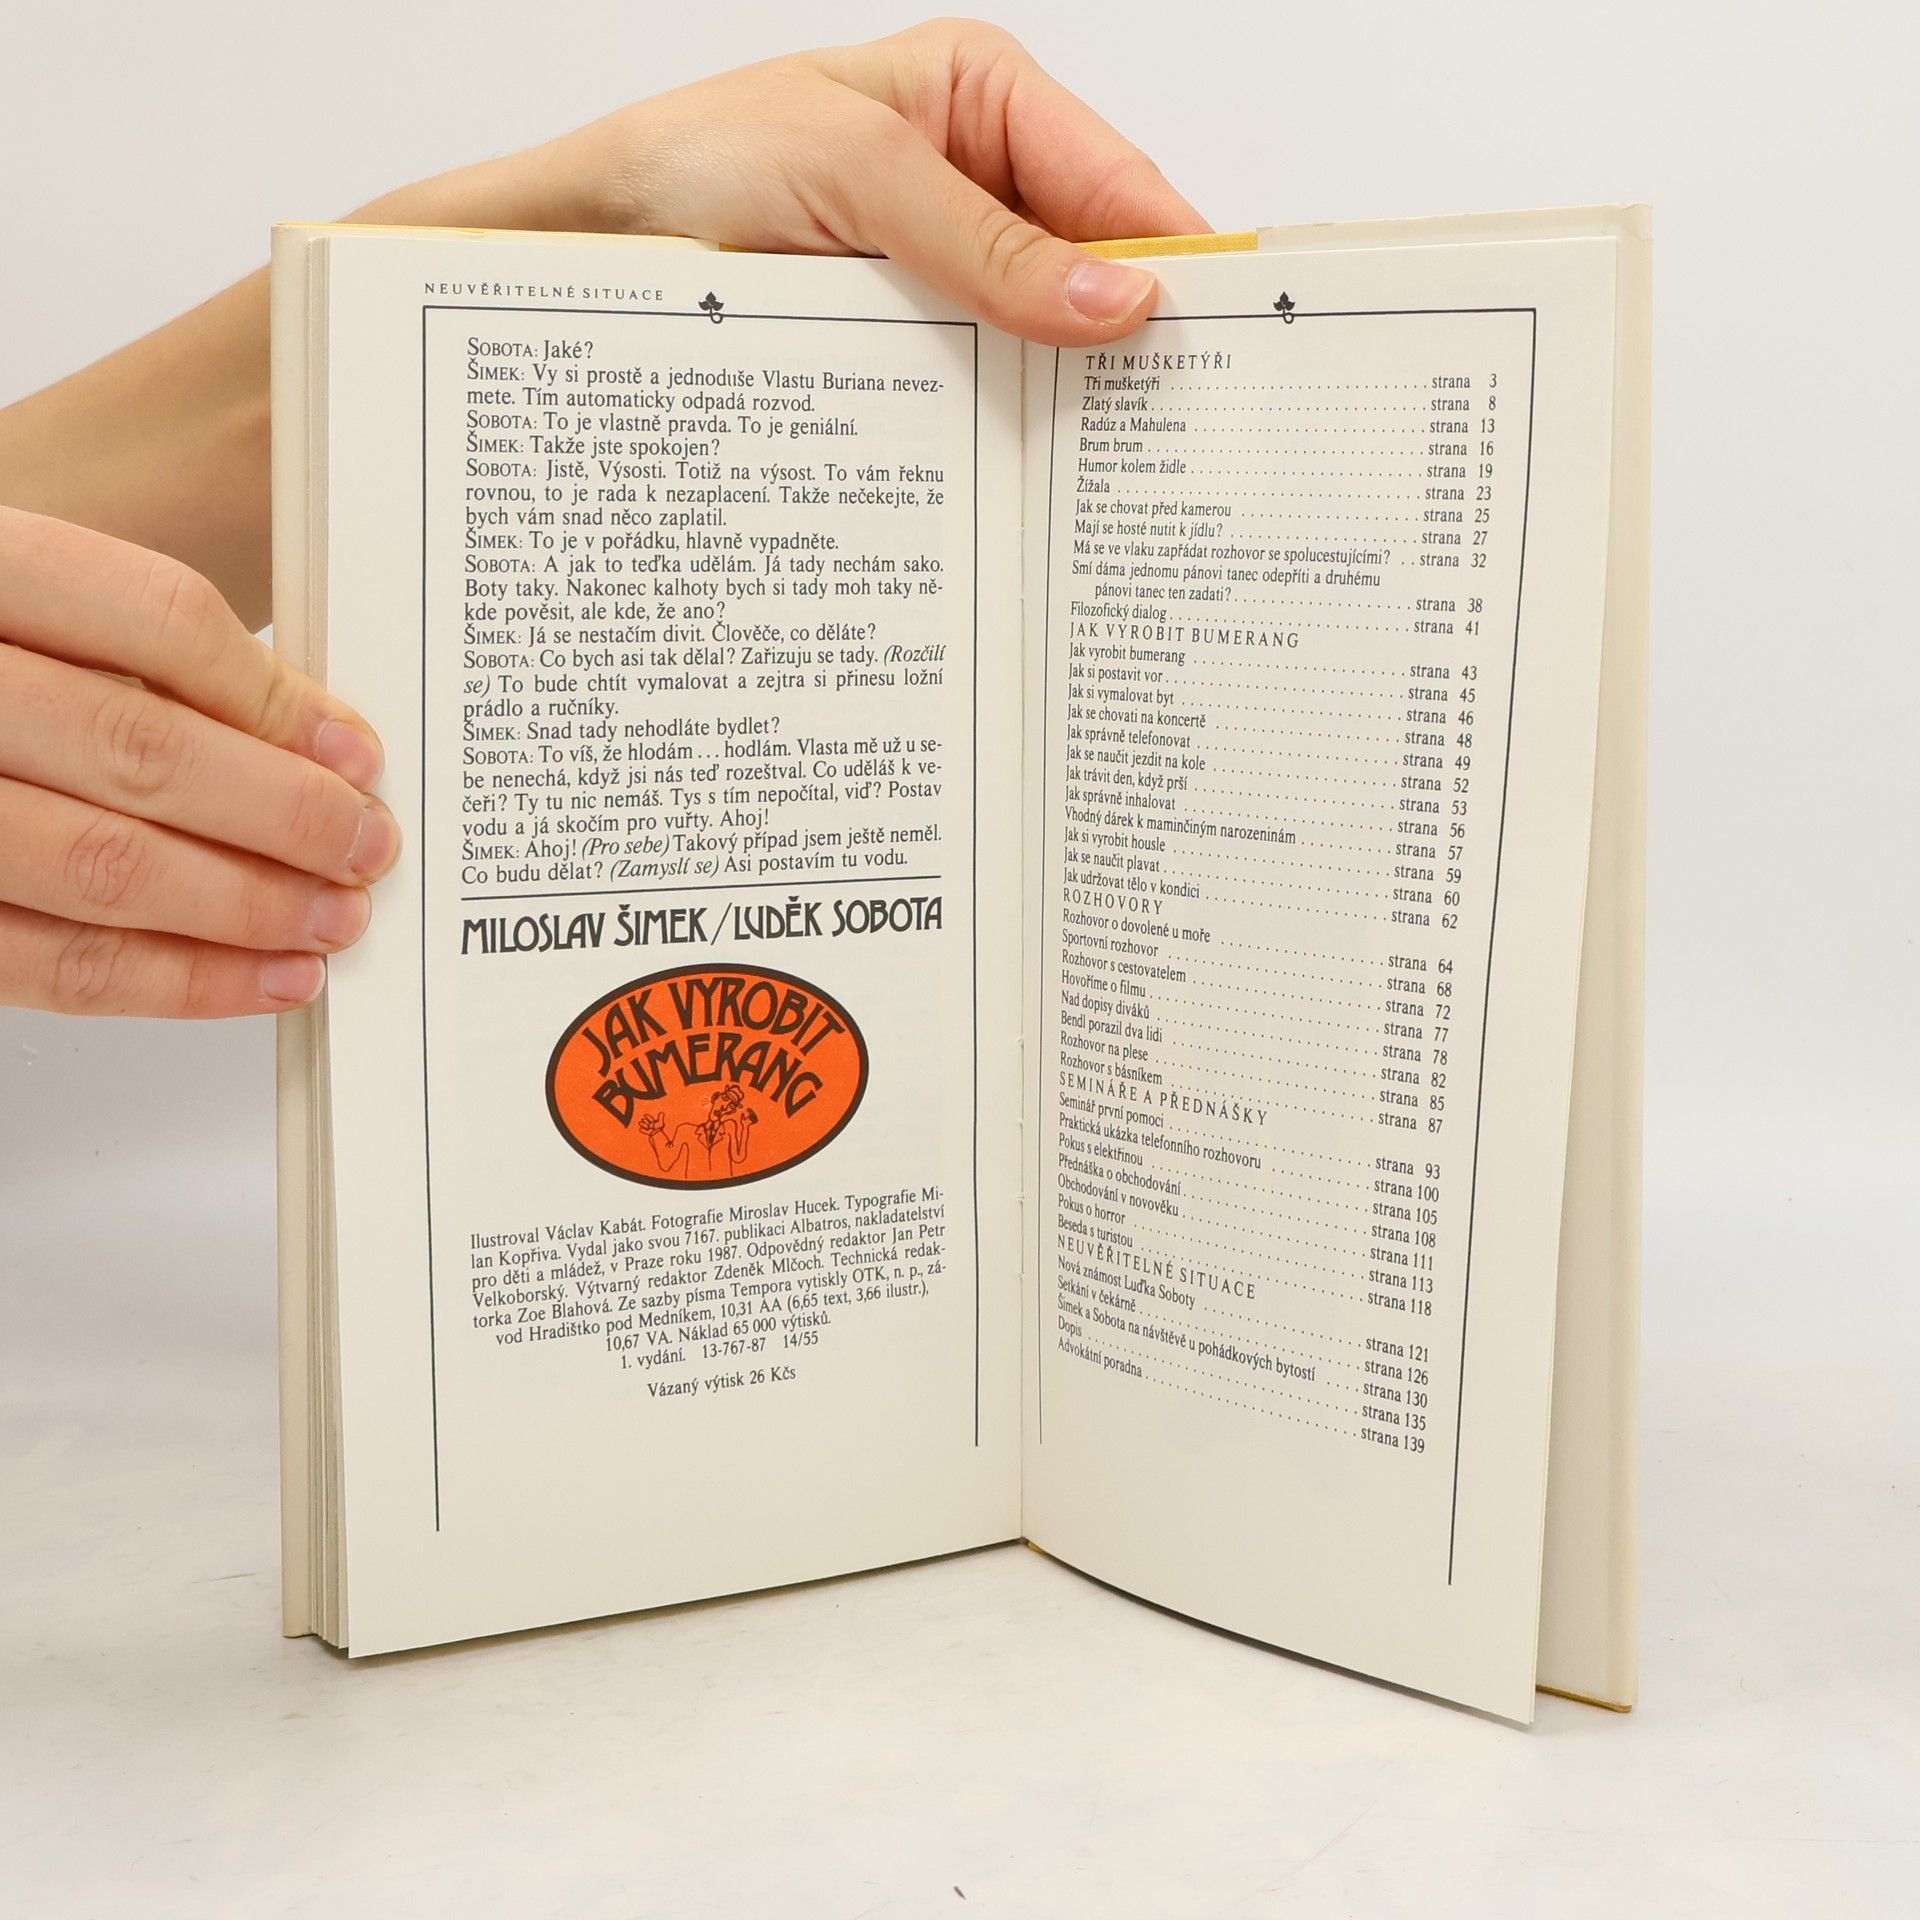 NEUVĚŘITELNÉ SITUACE
SOBOTA: Jaké?
ŠIMEK: Vy si prostě a jednoduše Vlastu Buriana nevez-
mete. Tím automaticky odpadá rozvod.
SOBOTA: To je vlastně pravda. To je geniální.
ŠIMEK: Takže jste spokojen?
SOBOTA: Jistě, Výsosti. Totiž na výsost. To vám řeknu
rovnou, to je rada k nezaplacení. Takže nečekejte, že
bych vám snad něco zaplatil.
ŠIMEK: To je v pořádku, hlavně vypadněte.
SOBOTA: A jak to teďka udělám. Já tady nechám sako.
Boty taky. Nakonec kalhoty bych si tady moh taky ně-
kde pověsit, ale kde, že ano?
ŠIMEK: Já se nestačím divit. Člověče, co děláte?
SOBOTA: Co bych asi tak dělal? Zařizuju se tady. (Rozčilí
se) To bude chtít vymalovat a zejtra si přinesu ložní
prádlo a ručníky.
ŠIMEK: Snad tady nehodláte bydlet?
SOBOTA: To víš, že hlodám ... hodlám. Vlasta mě už u se-
be nenechá, když jsi nás teď rozeštval. Co uděláš k ve-
čeři? Ty tu nic nemáš. Tys s tím nepočítal, viď? Postav
vodu a já skočím pro vuřty. Ahoj!
ŠIMEK: Ahoj! (Pro sebe) Takový případ jsem ještě neměl.
Co budu dělat? (Zamyslí se) Asi postavím tu vodu.
MILOSLAV ŠIMEK/LUDĚK SOBOTA
JAK VYROBIT
BUMERANG
Ilustroval Václav Kabát. Fotografie Miroslav Hucek. Typografie Mi-
lan Kopřiva. Vydal jako svou 7167. publikaci Albatros, nakladatelství
pro děti a mládež, v Praze roku 1987. Odpovědný redaktor Jan Petr
Velkoborský. Výtvarný redaktor Zdeněk Mlčoch. Technická redak-
torka Zoe Blahová. Ze sazby písma Tempora vytiskly OTK, n. p., zá-
vod Hradištko pod Medníkem, 10,31 AA (6,65 text, 3,66 ilustr.),
10,67 VA. Náklad 65 000 výtisků.
1. vydání. 13-767-87 14/55
Vázaný výtisk 26 Kčs
TŘI MUŠKETÝŘI
Tři mušketýři . . . . . strana 3
Zlatý slavík . . . . . strana 8
Radúz a Mahulena . . . . . strana 13
Brum brum . . . . . strana 16
Humor kolem židle . . . . . strana 19
Žížala . . . . . strana 23
Jak se chovat před kamerou . . . . . strana 25
Mají se hosté nutit k jídlu? . . . . . strana 27
Má se ve vlaku zapřádat rozhovor se spolucestujícími? . . strana 32
Smí dáma jednomu pánovi tanec odepříti a druhému
pánovi tanec ten zadati? . . . . . strana 38
Filozofický dialog . . . . . strana 41
JAK VYROBIT BUMERANG
Jak vyrobit bumerang . . . . . strana 43
Jak si postavit vor . . . . . strana 45
Jak si vymalovat byt . . . . . strana 46
Jak se chovati na koncertě . . . . . strana 48
Jak správně telefonovat . . . . . strana 49
Jak se naučit jezdit na kole . . . . . strana 52
Jak trávit den, když prší . . . . . strana 53
Jak správně inhalovat . . . . . strana 56
Vhodný dárek k maminčiným narozeninám . . . . . strana 57
Jak si vyrobit housle . . . . . strana 59
Jak se naučit plavat . . . . . strana 60
Jak udržovat tělo v kondici . . . . . strana 62
ROZHOVORY
Rozhovor o dovolené u moře . . . . . strana 64
Sportovní rozhovor . . . . . strana 68
Rozhovor s cestovatelem . . . . . strana 72
Hovoříme o filmu . . . . . strana 77
Nad dopisy diváků . . . . . strana 78
Bendl porazil dva lidi . . . . . strana 82
Rozhovor na plese . . . . . strana 85
Rozhovor s básníkem . . . . . strana 87
SEMINÁŘE A PŘEDNÁŠKY
Seminář první pomoci . . . . . strana 93
Praktická ukázka telefonního rozhovoru . . . . . strana 100
Pokus s elektřinou . . . . . strana 105
Přednáška o obchodování . . . . . strana 108
Obchodování v novověku . . . . . strana 111
Pokus o horror . . . . . strana 113
Beseda s turistou . . . . . strana 118
NEUVĚŘITELNÉ SITUACE
Nová známost Luďka Soboty . . . . . strana 121
Setkání v čekárně . . . . . strana 126
Šimek a Sobota na návštěvě u pohádkových bytostí . . . . strana 130
Dopis . . . . . strana 135
Advokátní poradna . . . . . strana 139